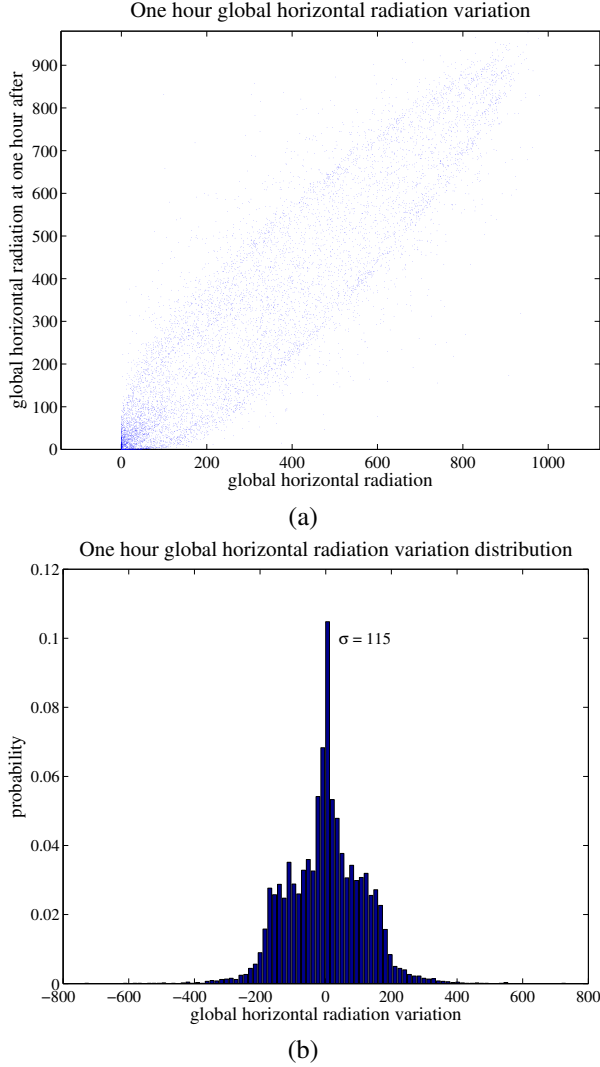 One hour global horizontal radiation variation
global horizontal radiation at one hour after
900
800
700
600
500
400
300
200
100
0
0 200 400 600 800 1000
global horizontal radiation
(a)
One hour global horizontal radiation variation distribution
probability
0.12
0.1
0.08
0.06
0.04
0.02
0
σ = 115
−800 −600 −400 −200 0 200 400 600 800
global horizontal radiation variation
(b)